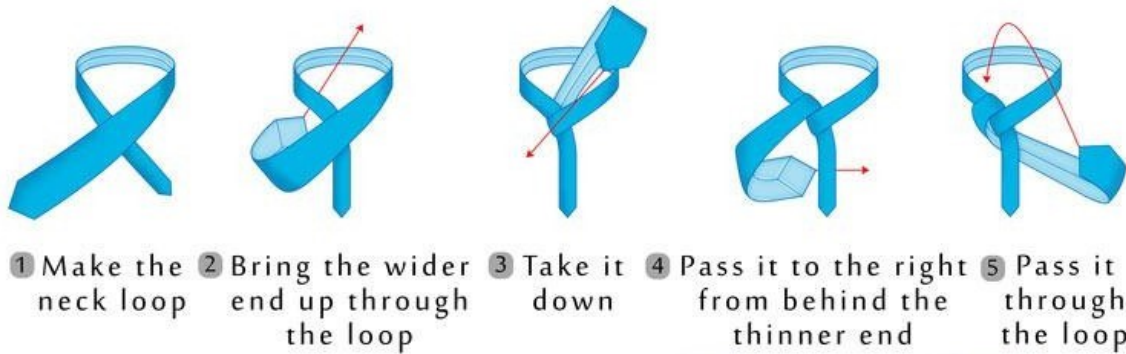 1 Make the
neck loop
2 Bring the wider
end up through
the loop
3 Take it
down
4 Pass it to the right
from behind the
thinner end
5 Pass it
through
the loop